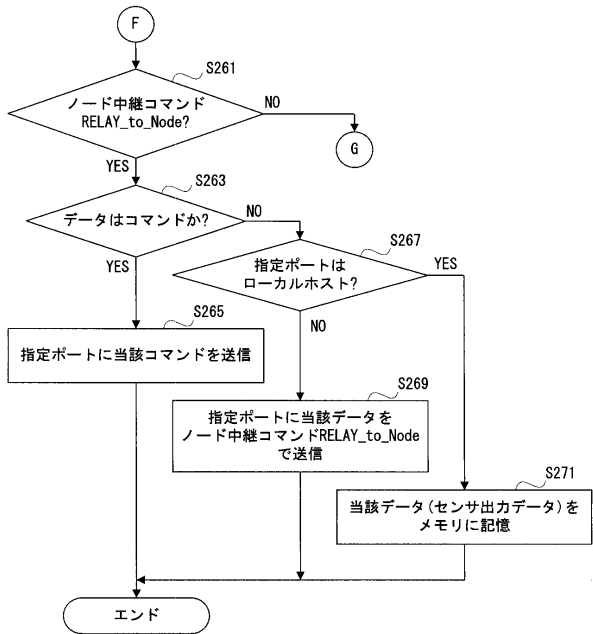 F
S261
ノード中継コマンド
RELAY_to_Node?
NO
G
YES
S263
データはコマンドか?
NO
YES
S267
指定ポートは
ローカルホスト?
YES
NO
S265
指定ポートに当該コマンドを送信
S269
指定ポートに当該データを
ノード中継コマンドRELAY_to_Node
で送信
S271
当該データ(センサ出力データ)を
メモリに記憶
エンド